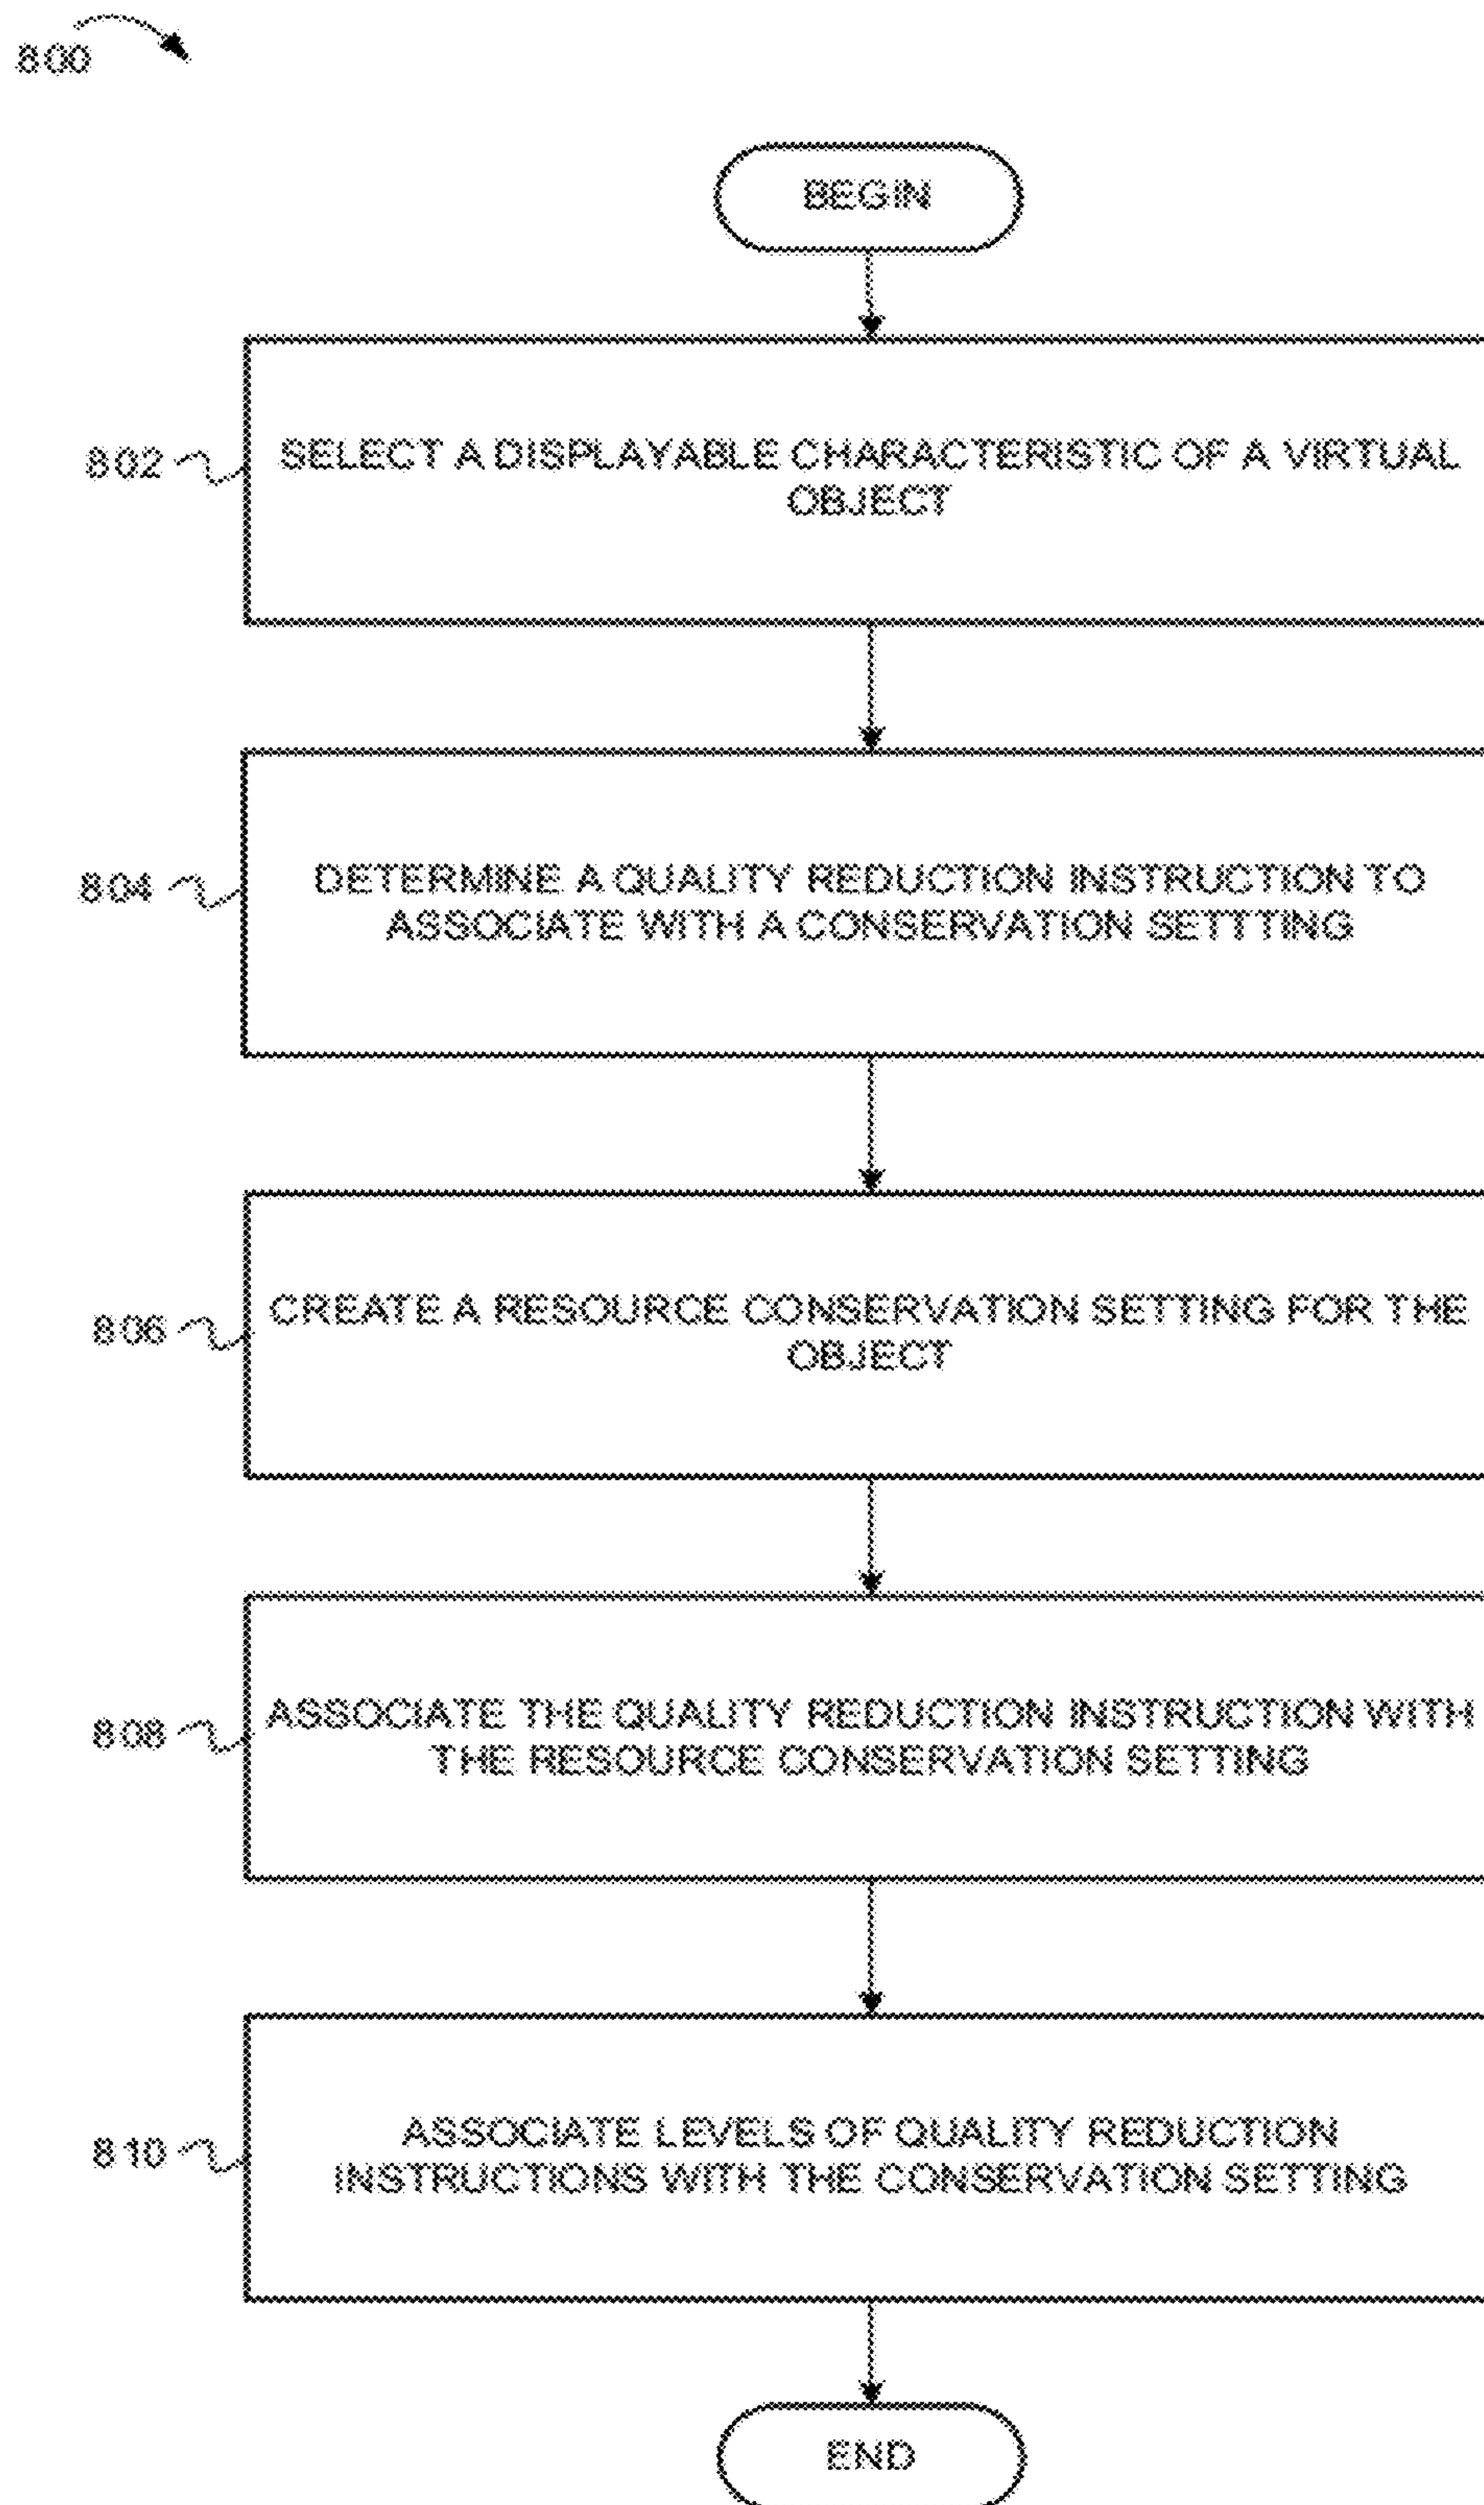 800
BEGIN
802
SELECT A DISPLAYABLE CHARACTERISTIC OF A VIRTUAL
OBJECT
804
DETERMINE A QUALITY REDUCTION INSTRUCTION TO
ASSOCIATE WITH A CONSERVATION SETTTING
806
CREATE A RESOURCE CONSERVATION SETTING FOR THE
OBJECT
808
ASSOCIATE THE QUALITY REDUCTION INSTRUCTION WITH
THE RESOURCE CONSERVATION SETTING
810
ASSOCIATE LEVELS OF QUALITY REDUCTION
INSTRUCTIONS WITH THE CONSERVATION SETTING
END